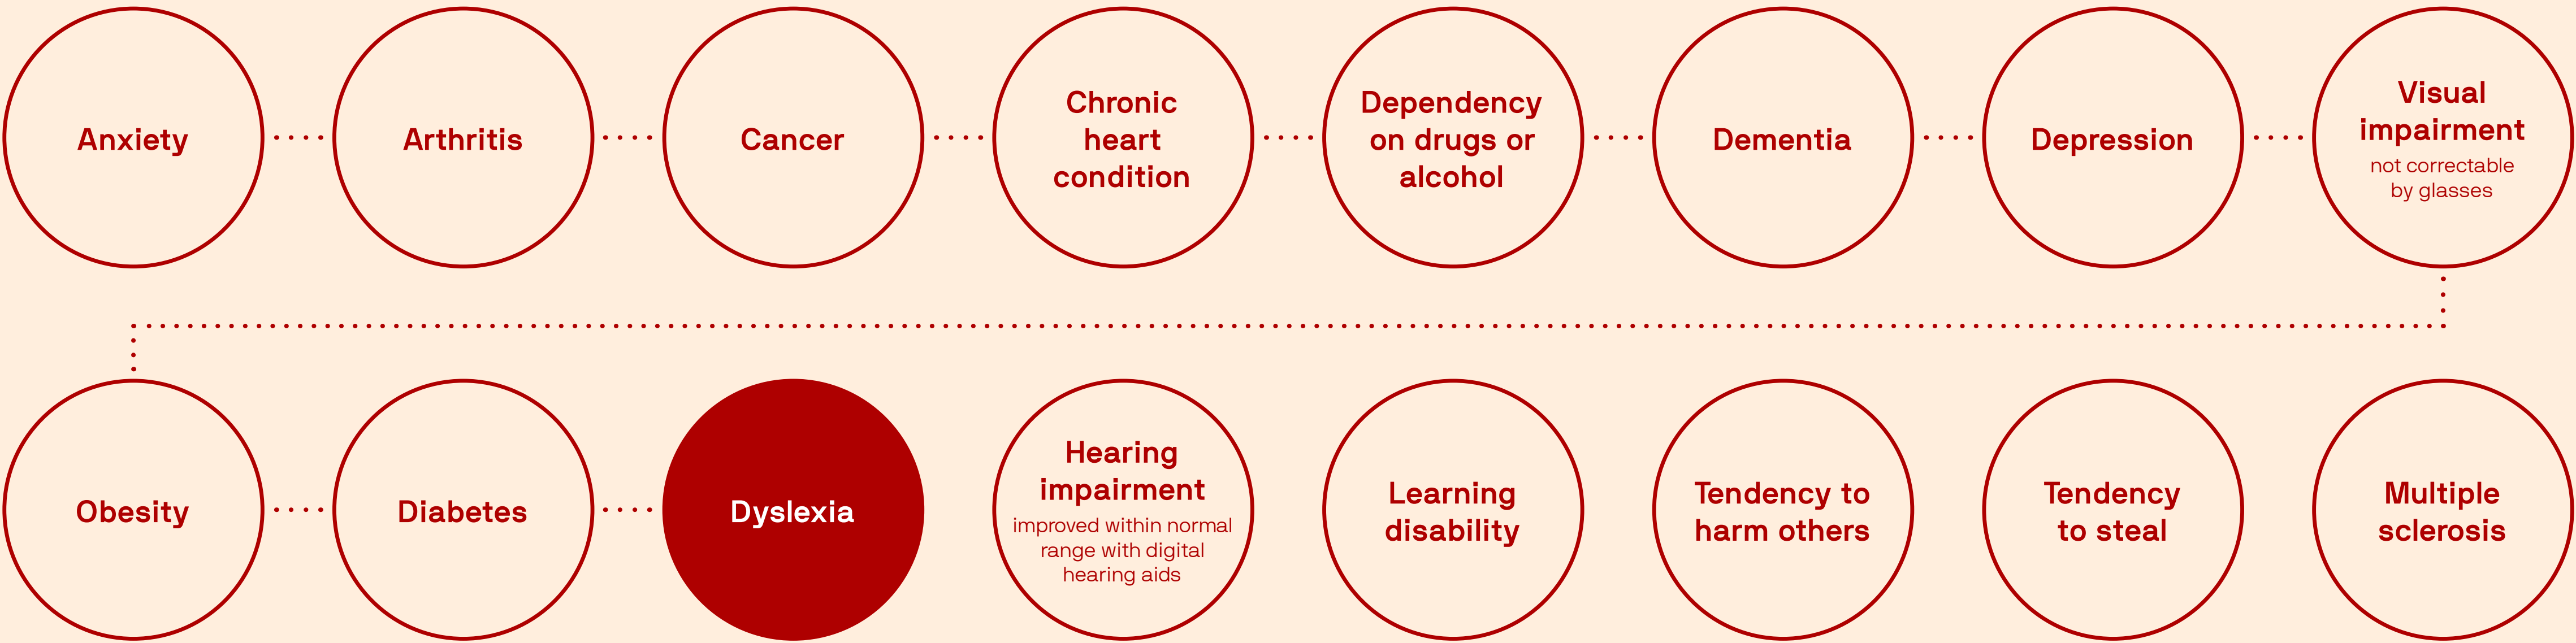 Anxiety
Arthritis
Cancer
Chronic
heart
condition
Dependency
on drugs or
alcohol
Dementia
Depression
Visual
impairment
not correctable
by glasses
Obesity
Diabetes
Dyslexia
Hearing
impairment
improved within normal
range with digital
hearing aids
Learning
disability
Tendency to
harm others
Tendency
to steal
Multiple
sclerosis